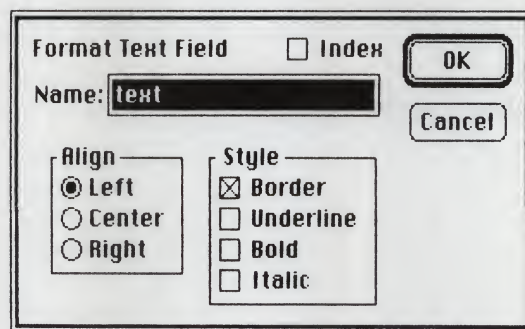 Format Text Field
Index
OK
Name: text
Cancel
Align
Left
Center
Right
Style
Border
Underline
Bold
Italic